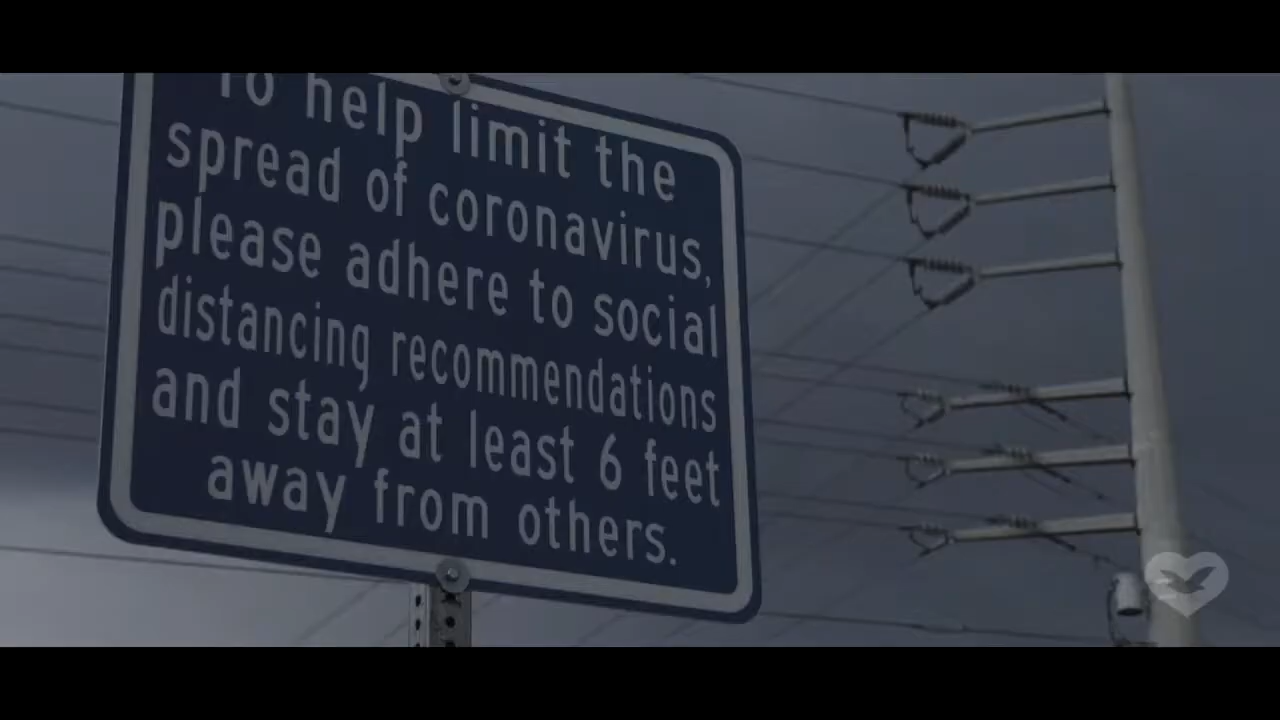 To help limit the
spread of coronavirus,
please adhere to social
distancing recommendations
and stay at least 6 feet
away from others.